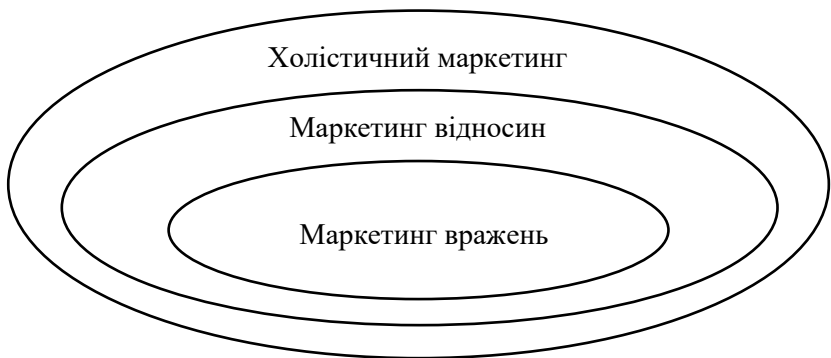 Холістичний маркетинг
Маркетинг відносин
Маркетинг вражень